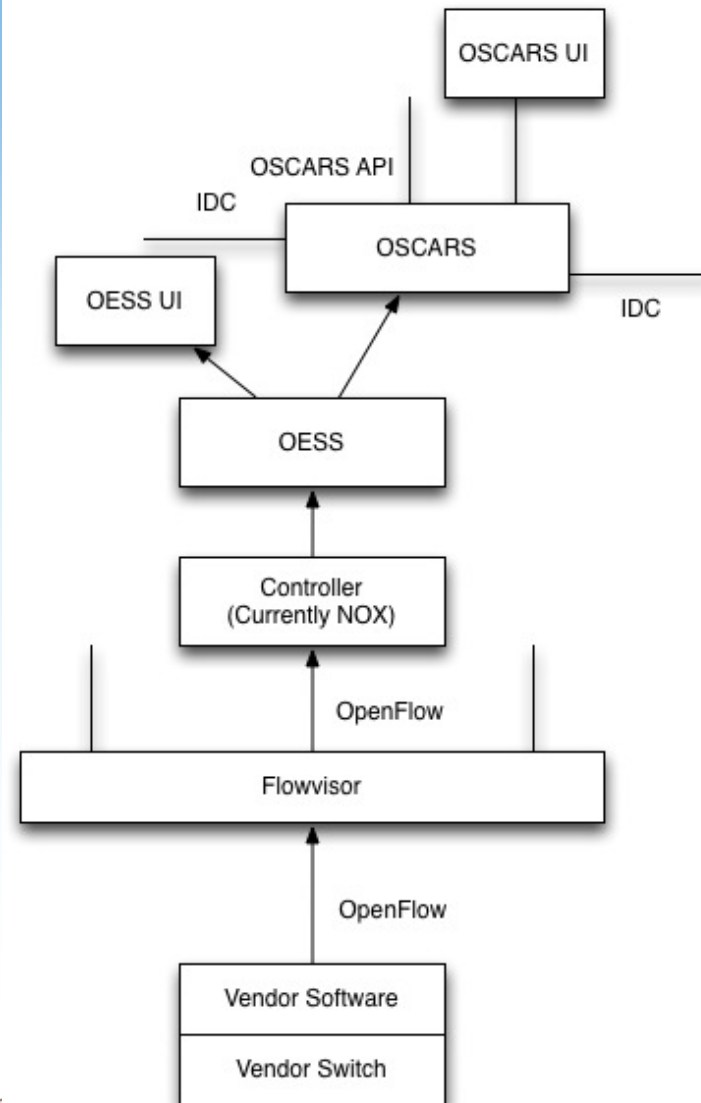 OSCARS UI
OSCARS API
IDC
OSCARS
OESS UI
IDC
OESS
Controller
(Currently NOX)
OpenFlow
Flowvisor
OpenFlow
Vendor Software
Vendor Switch